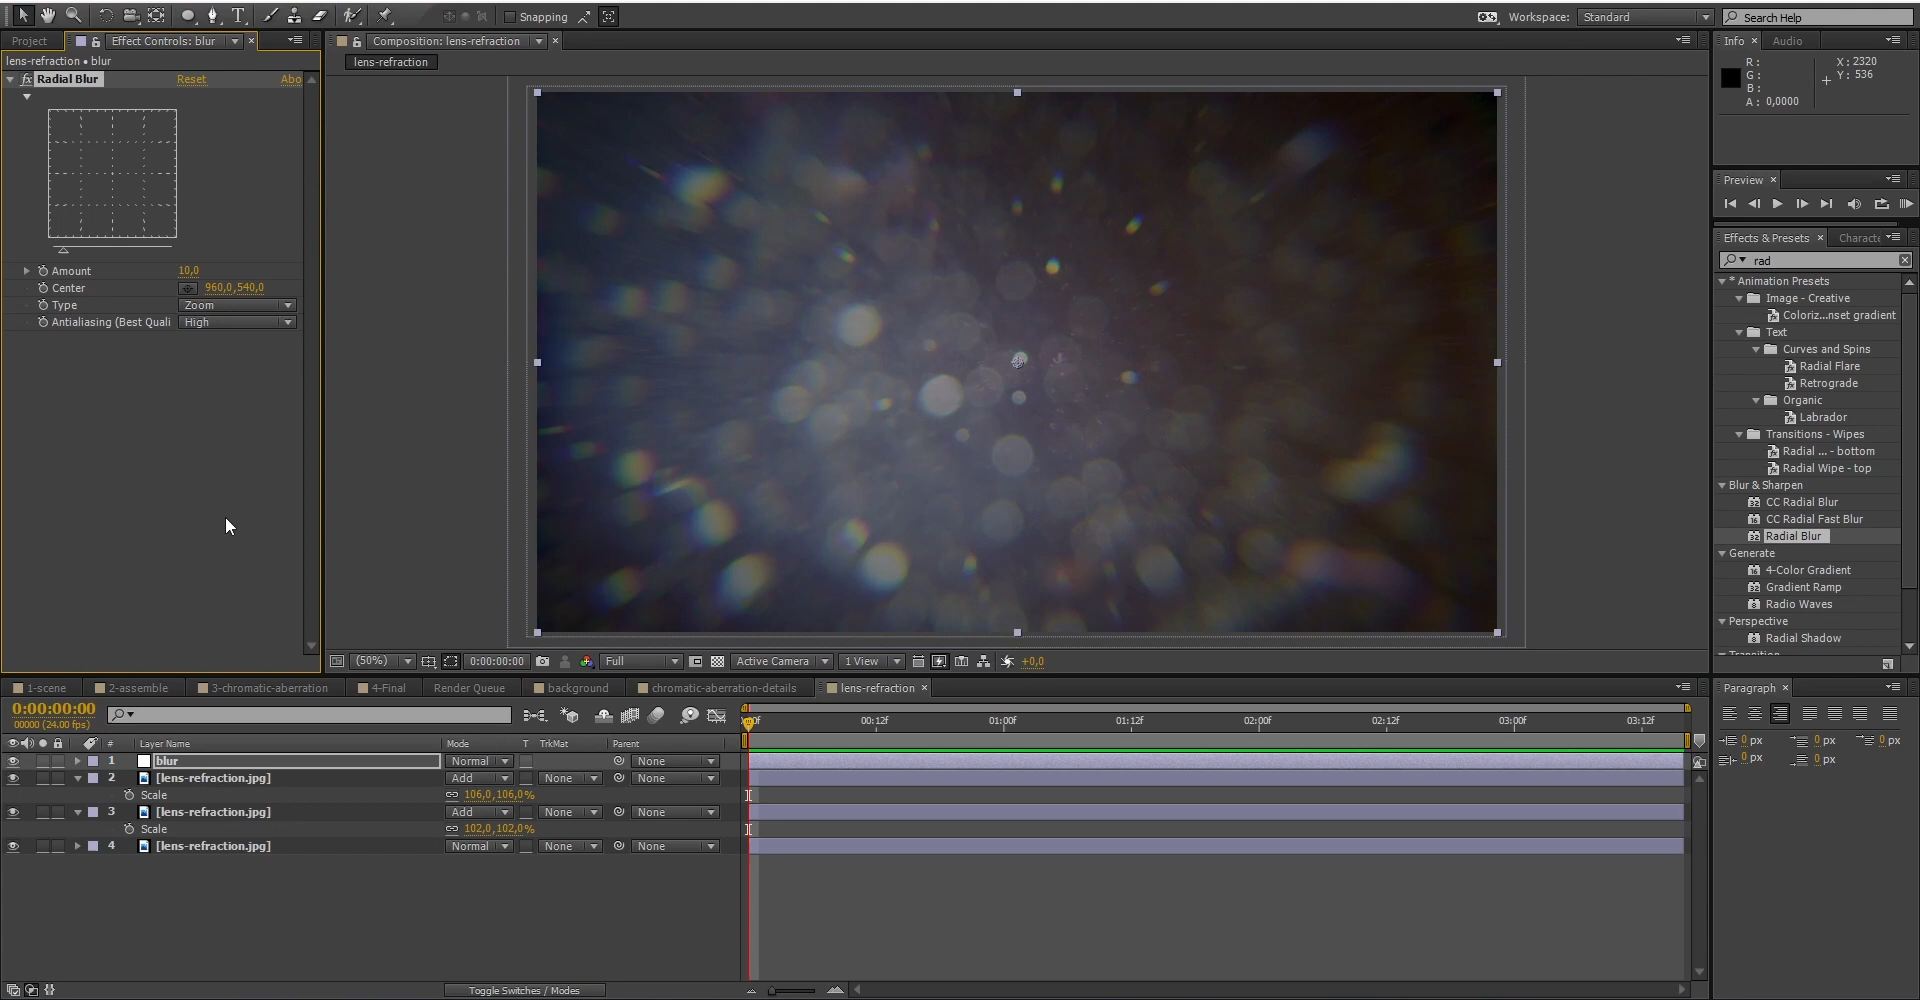 Snapping
Workspace: Standard
Search Help
Project
Effect Controls: blur
Composition: lens-refraction
Info
Audio
lens-refraction • blur
lens-refraction
fx Radial Blur
Reset
Abo
R :
G :
B :
A : 0,0000
X : 2320
Y : 536
Amount
10,0
Center
960,0,540,0
Type
Zoom
Antialiasing (Best Quali
High
Preview
Effects & Presets
Characte
rad
* Animation Presets
Image - Creative
Coloriz...nset gradient
Text
Curves and Spins
Radial Flare
Retrograde
Organic
Labrador
Transitions - Wipes
Radial ... - bottom
Radial Wipe - top
Blur & Sharpen
CC Radial Blur
CC Radial Fast Blur
Radial Blur
Generate
4-Color Gradient
Gradient Ramp
Radio Waves
Perspective
Radial Shadow
(50%)
0:00:00:00
Full
Active Camera
1 View
+0,0
1-scene
2-assemble
3-chromatic-aberration
4-Final
Render Queue
background
chromatic-aberration-details
lens-refraction
Paragraph
0:00:00:00
00000 (24.00 fps)
00:12f
01:00f
01:12f
02:00f
02:12f
03:00f
03:12f
#
Layer Name
Mode
T
TrkMat
Parent
1
blur
Normal
None
2
[lens-refraction.jpg]
Add
None
None
Scale
106,0,106,0%
3
[lens-refraction.jpg]
Add
None
None
Scale
102,0,102,0%
4
[lens-refraction.jpg]
Normal
None
None
0 px
0 px
0 px
0 px
0 px
Toggle Switches / Modes